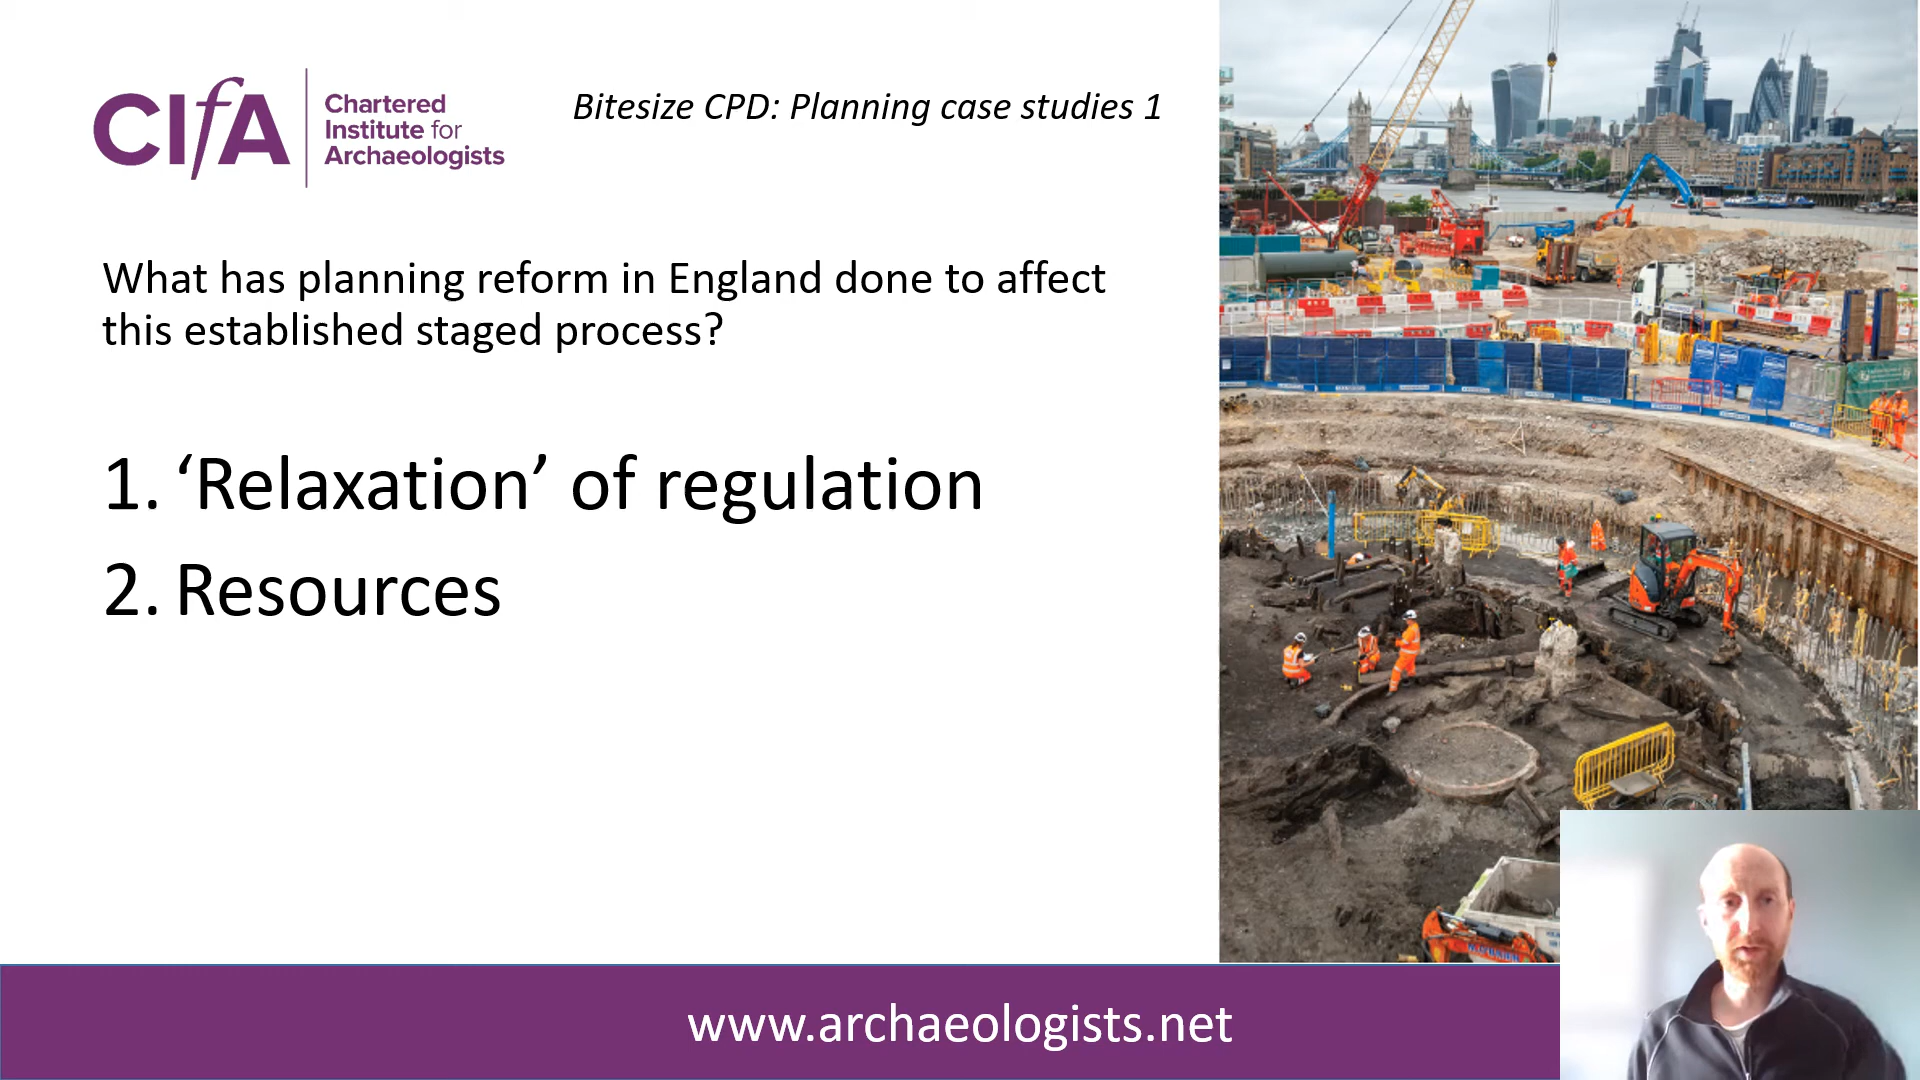 CIfA
Chartered
Institute for
Archaeologists
Bitesize CPD: Planning case studies 1
What has planning reform in England done to affect
this established staged process?
1. ‘Relaxation’ of regulation
2. Resources
www.archaeologists.net